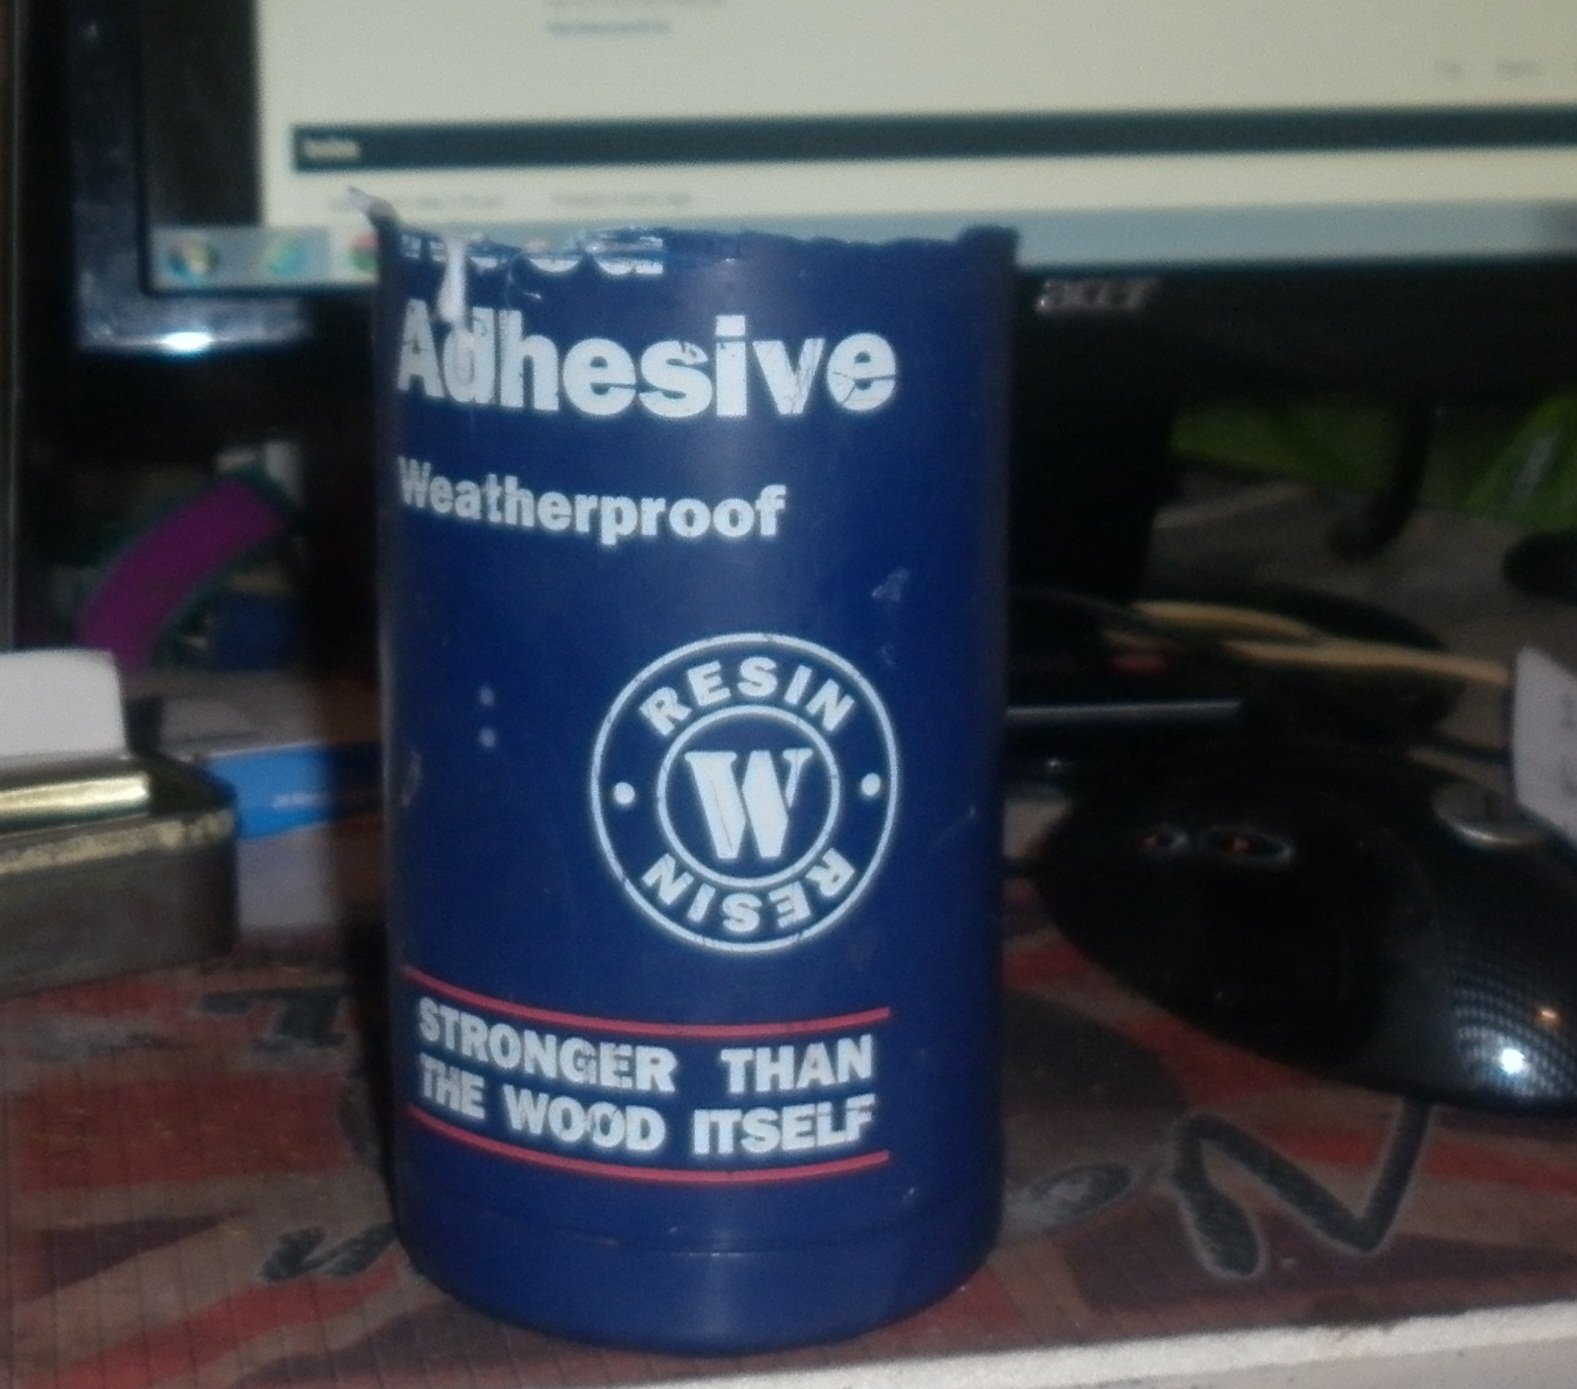 Adhesive
Weatherproof
RESIN
W
RESIN
STRONGER THAN
THE WOOD ITSELF
acer